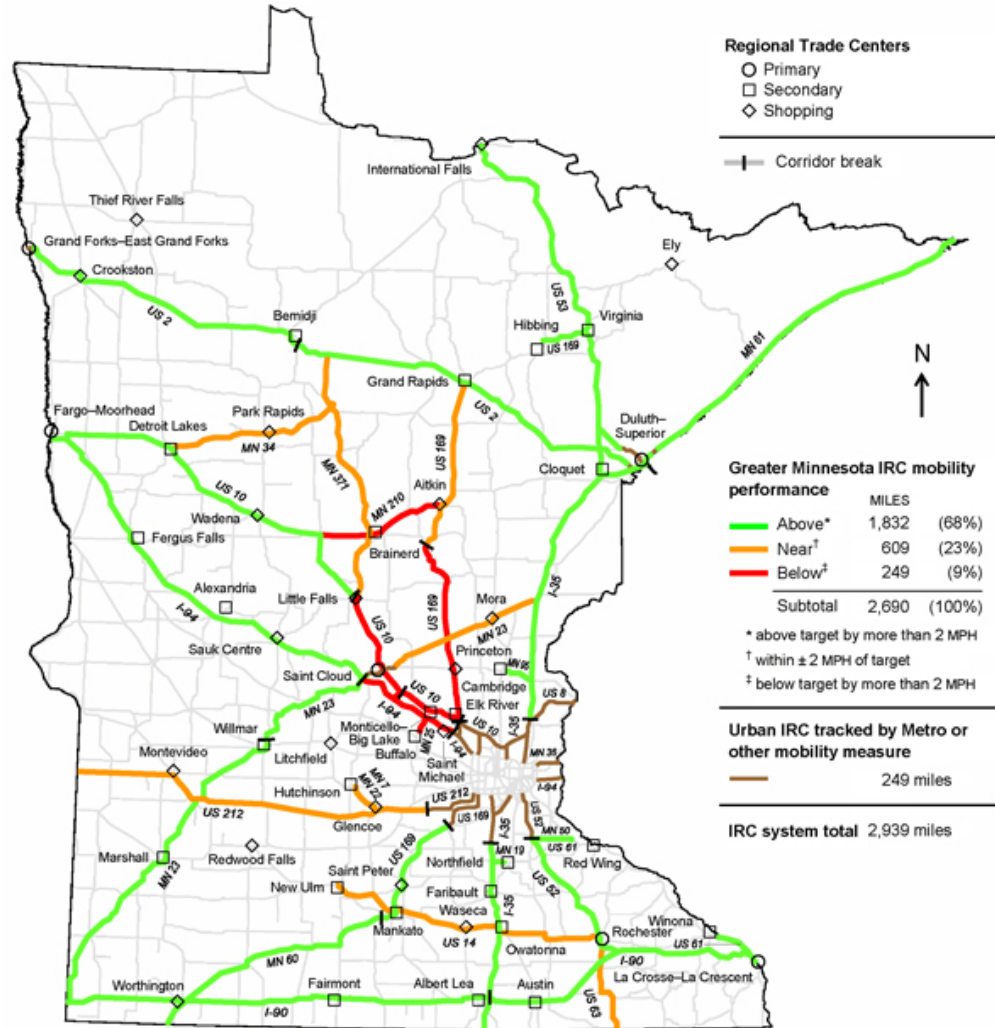 Regional Trade Centers
Primary
Secondary
Shopping
Corridor break
International Falls
Thief River Falls
Grand Forks–East Grand Forks
Crookston
Ely
US 2
US 53
Bemidji
Hibbing
Virginia
US 169
MN 61
N
Grand Rapids
US 2
Fargo–Moorhead
Park Rapids
Detroit Lakes
MN 34
US 169
Duluth–
Superior
MN 371
Cloquet
US 10
Aitkin
MN 210
Wadena
Fergus Falls
Brainerd
Alexandria
Little Falls
US 169
I-35
I-94
Mora
US 10
MN 23
Sauk Centre
Princeton
MN 95
Saint Cloud
Cambridge
US 10
Elk River
US 8
MN 23
I-94
US 10
I-35
Willmar
Monticello–
Big Lake
Buffalo
MN 25
I-94
Montevideo
Litchfield
Saint
Michael
MN 36
I-94
MN 7
MN 22
Hutchinson
US 212
US 212
Glencoe
US 169
US 52
I-35
MN 50
US 61
Marshall
Redwood Falls
US 169
MN 19
Northfield
Red Wing
MN 23
Saint Peter
New Ulm
Faribault
I-35
US 52
Waseca
Winona
Mankato
US 14
Owatonna
Rochester
US 61
MN 60
I-90
La Crosse–La Crescent
Worthington
Fairmont
Albert Lea
Austin
I-90
US 63
Greater Minnesota IRC mobility
performance
MILES
Above* 1,832 (68%)
Near† 609 (23%)
Below‡ 249 (9%)
Subtotal 2,690 (100%)
* above target by more than 2 MPH
† within ± 2 MPH of target
‡ below target by more than 2 MPH
Urban IRC tracked by Metro or
other mobility measure
249 miles
IRC system total 2,939 miles